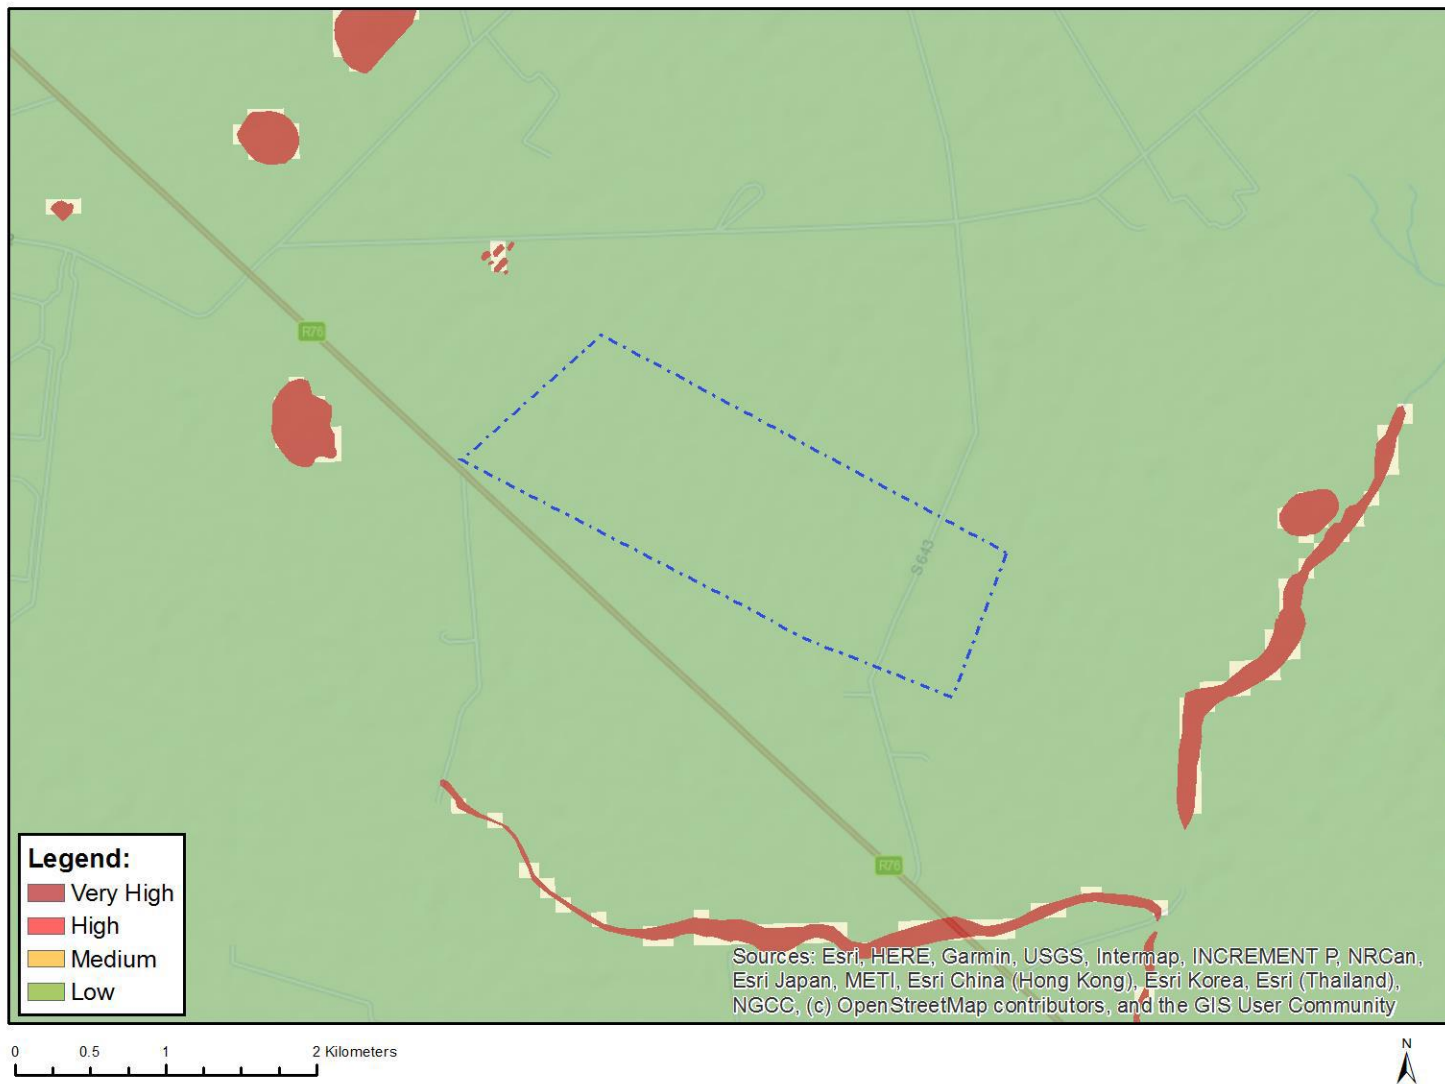 R76
S 643
R76
Legend:
Very High
High
Medium
Low
Sources: Esri, HERE, Garmin, USGS, Intermap, INCREMENT P, NRCan,
Esri Japan, METI, Esri China (Hong Kong), Esri Korea, Esri (Thailand),
NGCC, (c) OpenStreetMap contributors, and the GIS User Community
0 0.5 1 2 Kilometers
N